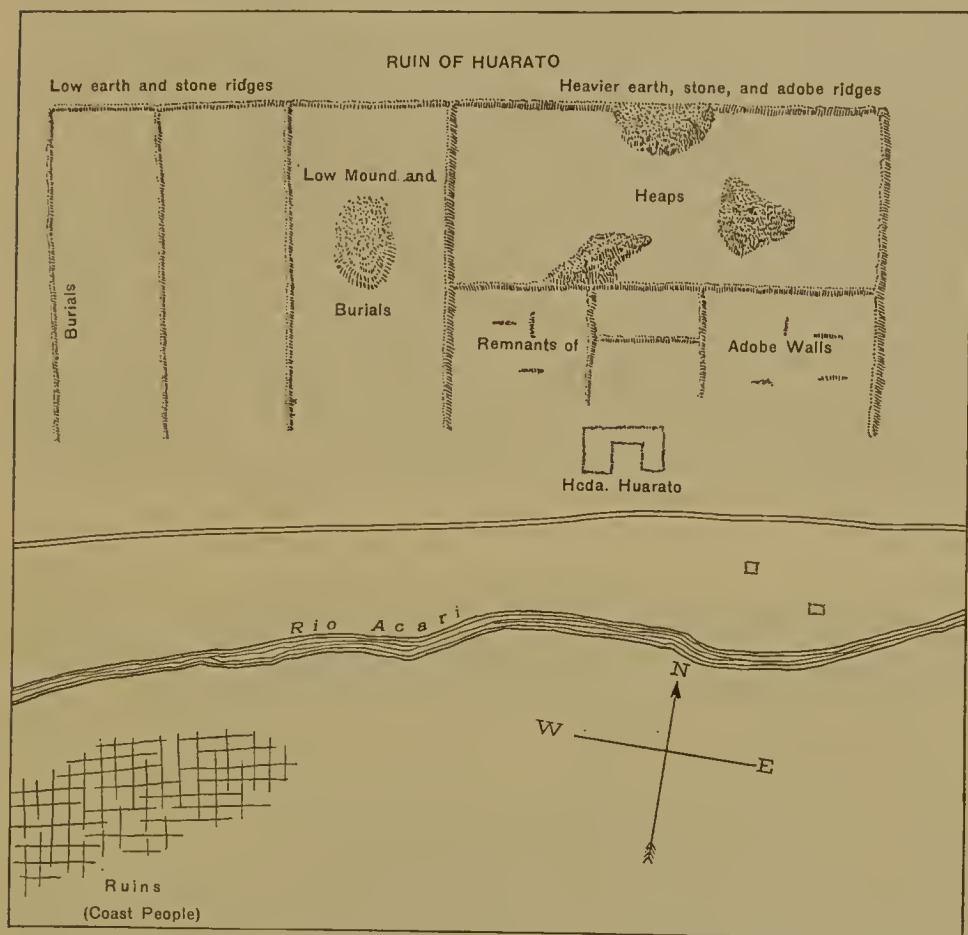 RUIN OF HUARATO
Low earth and stone ridges
Heavier earth, stone, and adobe ridges
Low Mound and
Burials
Heaps
Burials
Remnants of
Adobe Walls
Hcda. Huarato
Rio Acari
N
W
E
Ruins
(Coast People)